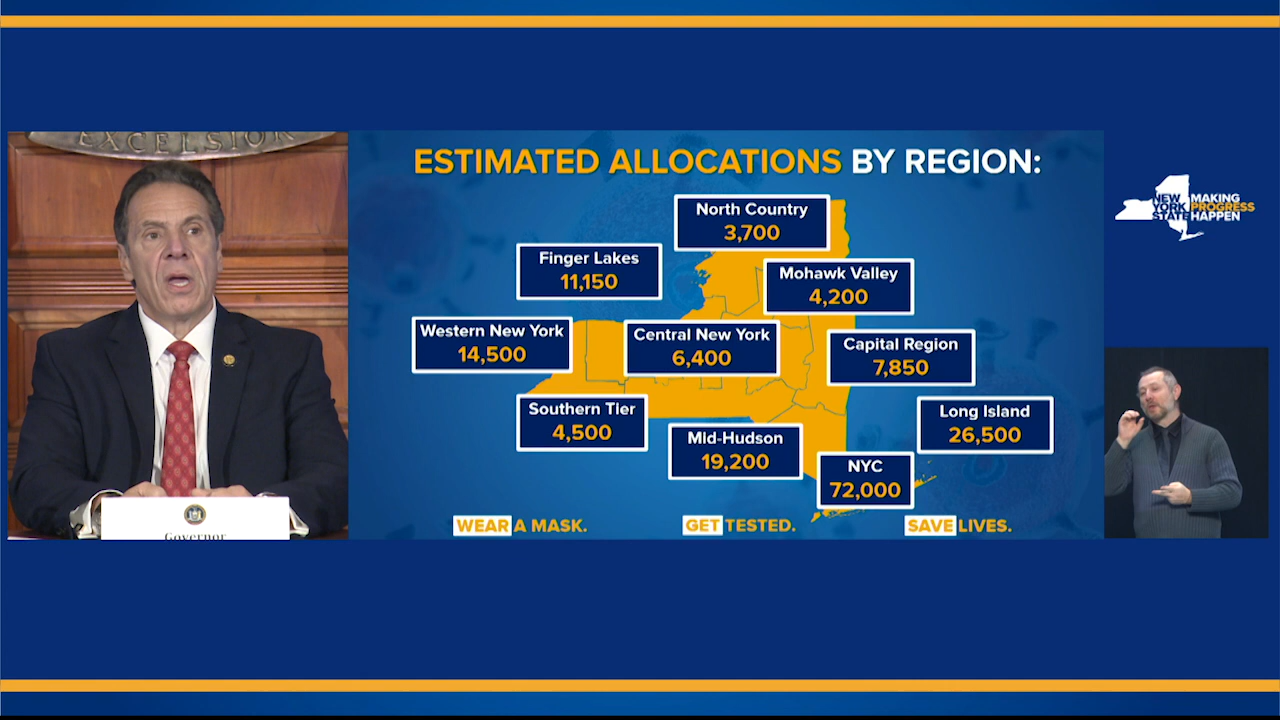 EXCELSIOR
ESTIMATED ALLOCATIONS BY REGION:
North Country
3,700
Finger Lakes
11,150
Mohawk Valley
4,200
Western New York
14,500
Central New York
6,400
Capital Region
7,850
Southern Tier
4,500
Long Island
26,500
Mid-Hudson
19,200
NYC
72,000
WEAR A MASK.
GET TESTED.
SAVE LIVES.
Governor
NEW
YORK
STATE
MAKING
PROGRESS
HAPPEN